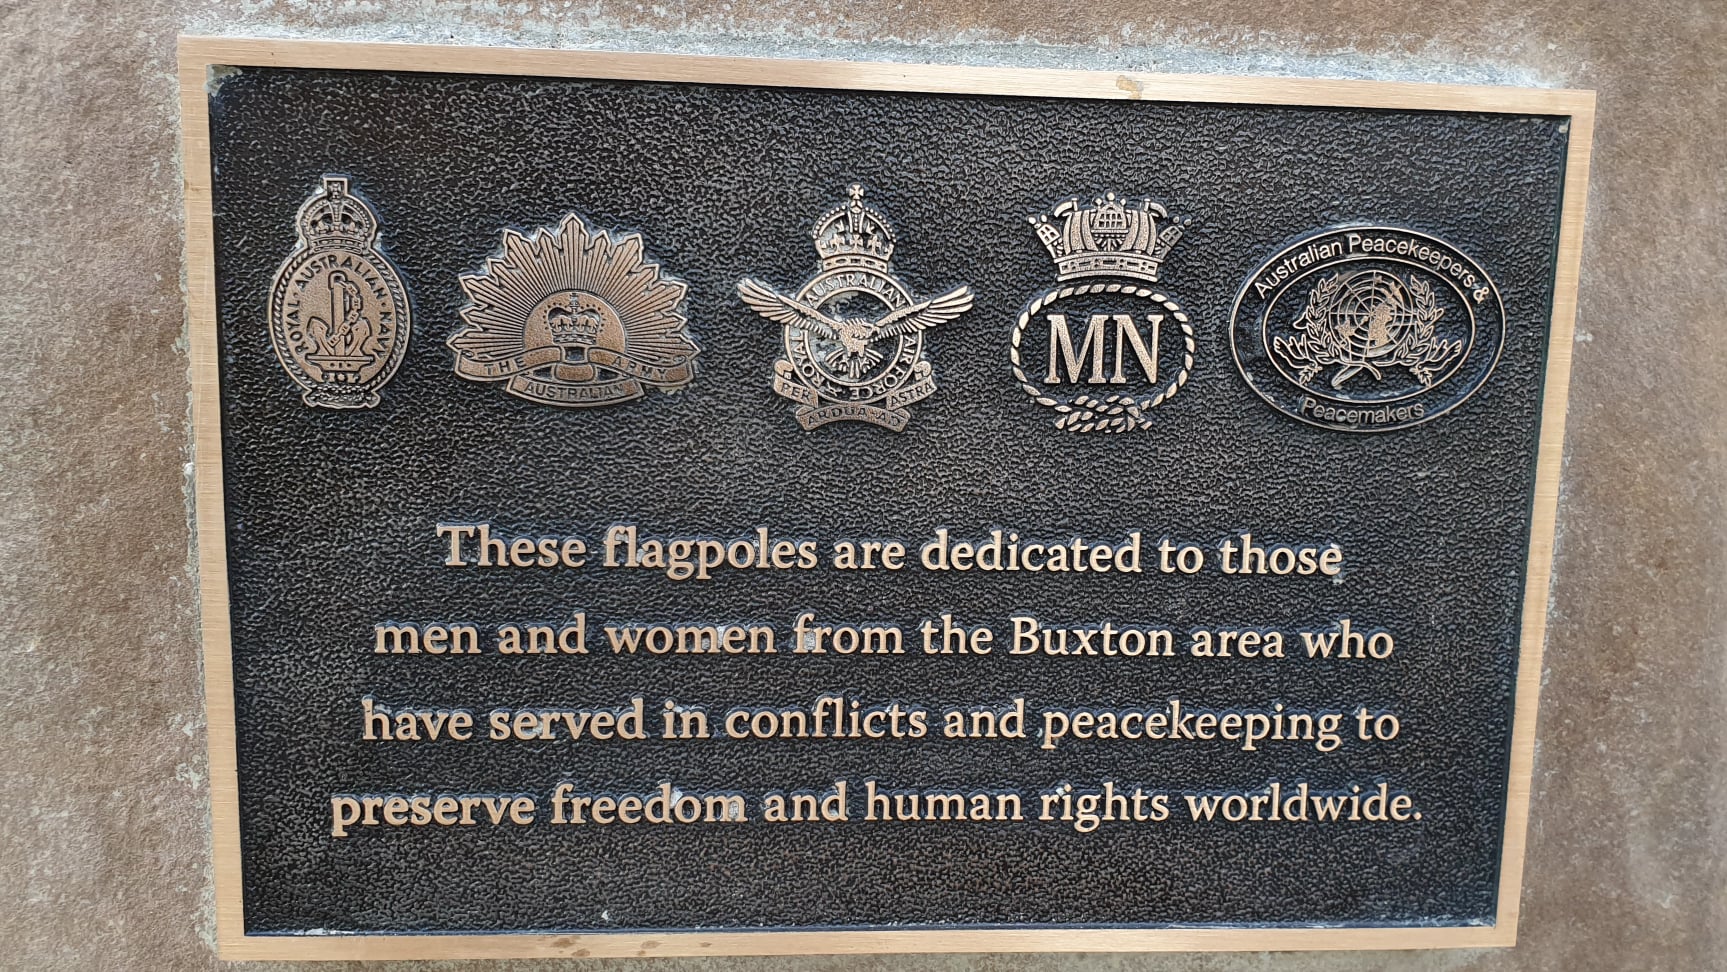 ROYAL · AUSTRALIAN · NAVY
THE ARMY
AUSTRALIAN
AUSTRALIAN
ROYAL AIR FORCE
PER ARDUA AD ASTRA
MN
Australian Peacekeepers &
Peacemakers
These flagpoles are dedicated to those
men and women from the Buxton area who
have served in conflicts and peacekeeping to
preserve freedom and human rights worldwide.